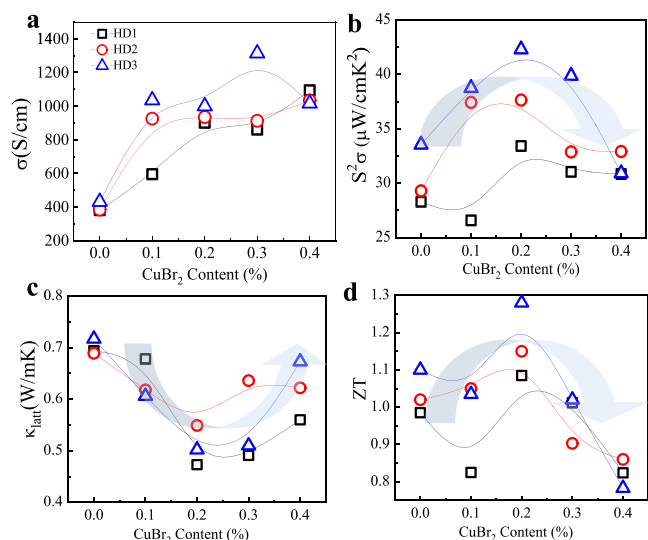 a
HD1
HD2
HD3
1400
1200
1000
800
600
400
200
σ(S/cm)
0.0 0.1 0.2 0.3 0.4
CuBr₂ Content (%)
b
45
40
35
30
25
S²σ (μW/cmK²)
0.0 0.1 0.2 0.3 0.4
CuBr₂ Content (%)
c
0.8
0.7
0.6
0.5
0.4
κlatt(W/mK)
0.0 0.1 0.2 0.3 0.4
CuBr₂ Content (%)
d
1.3
1.2
1.1
1.0
0.9
0.8
ZT
0.0 0.1 0.2 0.3 0.4
CuBr₂ Content (%)